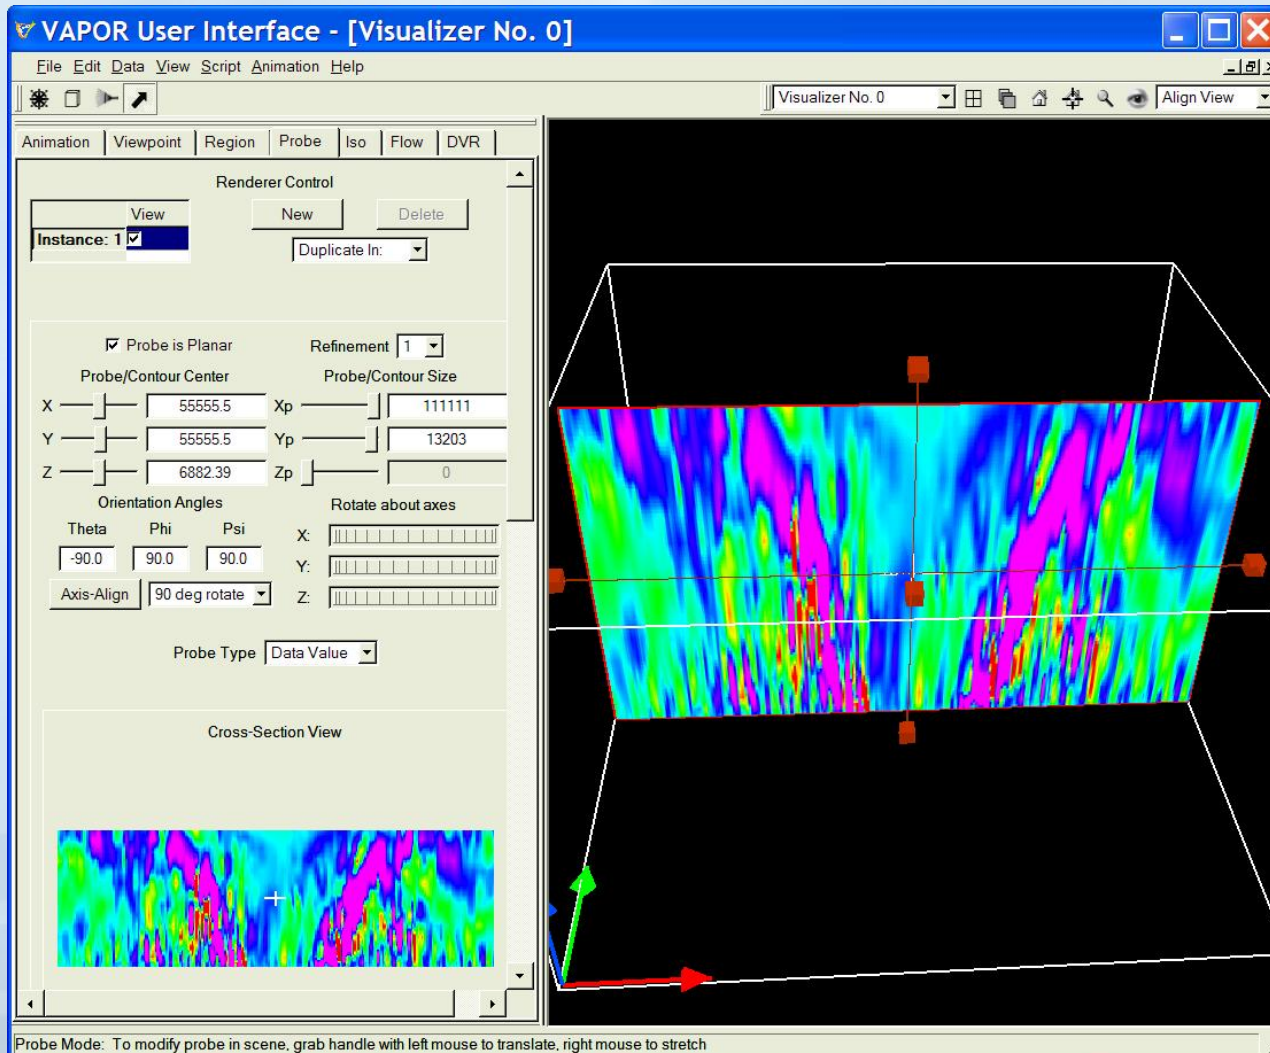 VAPOR User Interface - [Visualizer No. 0]
File Edit Data View Script Animation Help
Visualizer No. 0 Align View
Animation Viewpoint Region Probe Iso Flow DVR
Renderer Control
View New Delete
Instance: 1
Duplicate In:
Probe is Planar Refinement 1
Probe/Contour Center Probe/Contour Size
X 55555.5 Xp 111111
Y 55555.5 Yp 13203
Z 6882.39 Zp 0
Orientation Angles Rotate about axes
Theta Phi Psi X:
-90.0 90.0 90.0 Y:
Axis-Align 90 deg rotate Z:
Probe Type Data Value
Cross-Section View
Probe Mode: To modify probe in scene, grab handle with left mouse to translate, right mouse to stretch